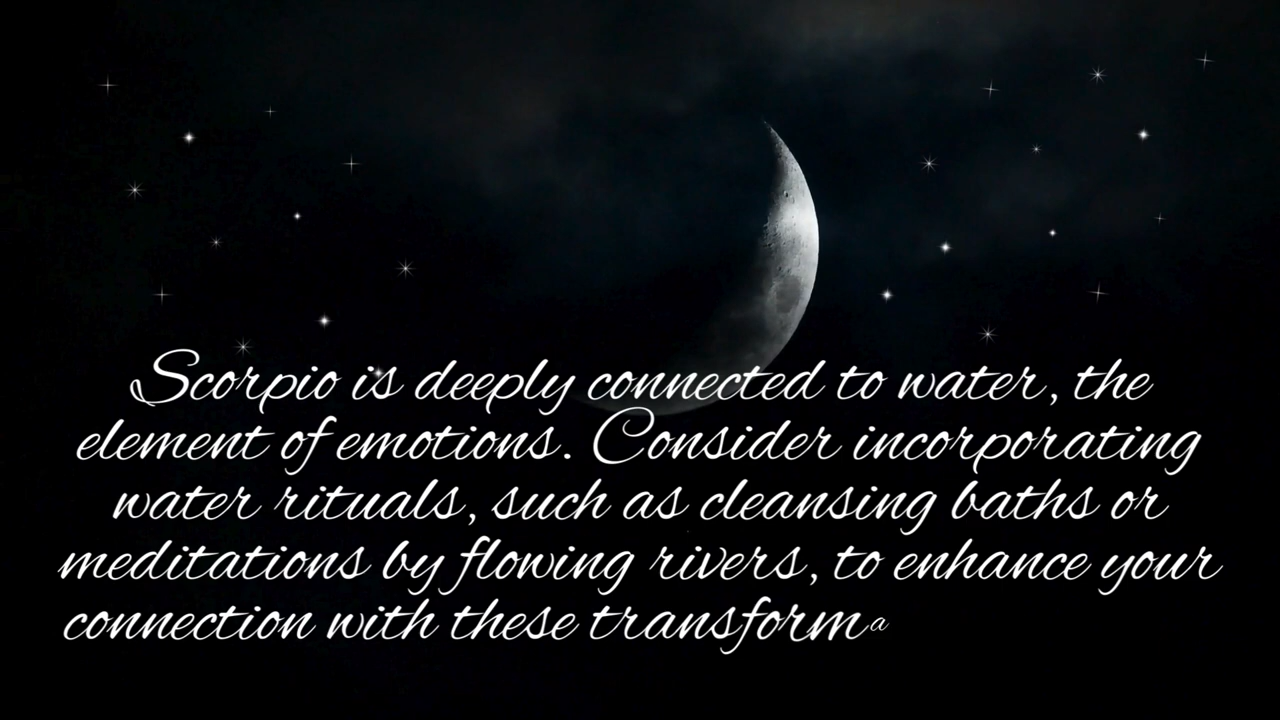 Scorpio is deeply connected to water, the
element of emotions. Consider incorporating
water rituals, such as cleansing baths or
meditations by flowing rivers, to enhance your
connection with these transforma